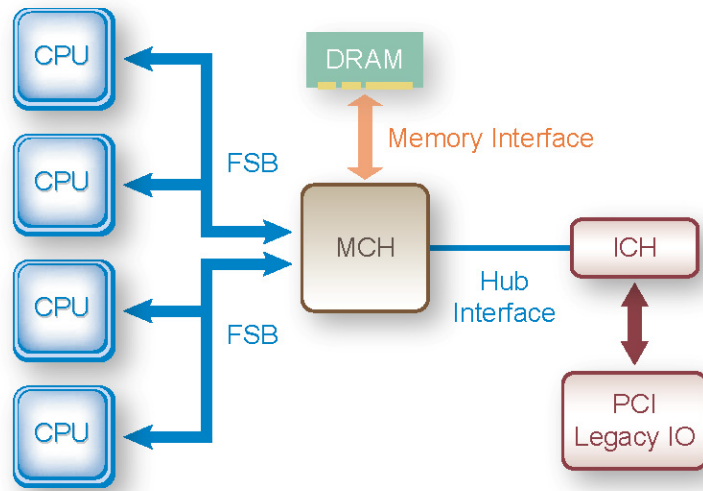 CPU
DRAM
Memory Interface
FSB
CPU
MCH
ICH
Hub
Interface
CPU
FSB
CPU
PCI
Legacy IO